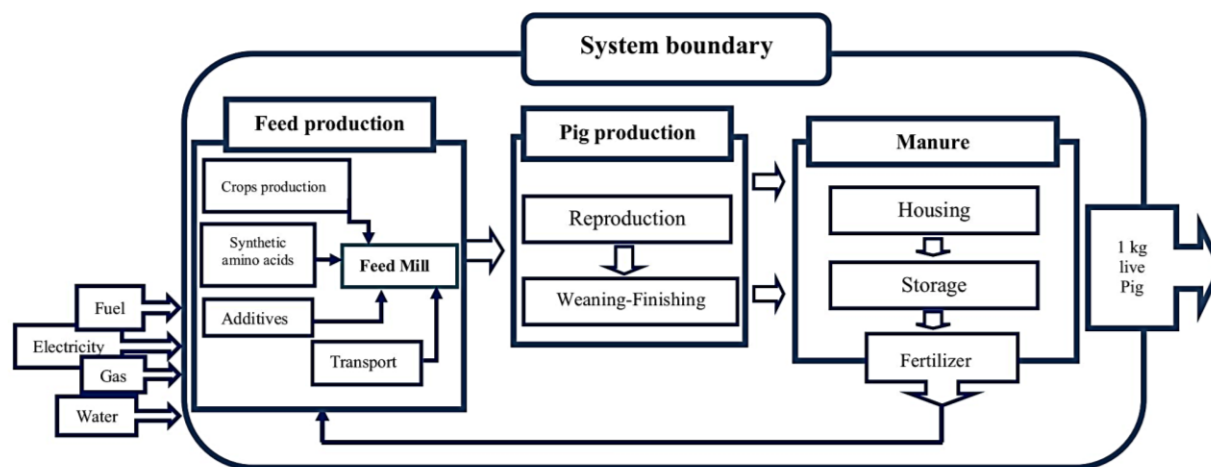 System boundary
Feed production
Crops production
Synthetic
amino acids
Feed Mill
Additives
Transport
Fuel
Electricity
Gas
Water
Pig production
Reproduction
Weaning-Finishing
Manure
Housing
Storage
Fertilizer
1 kg
live
Pig